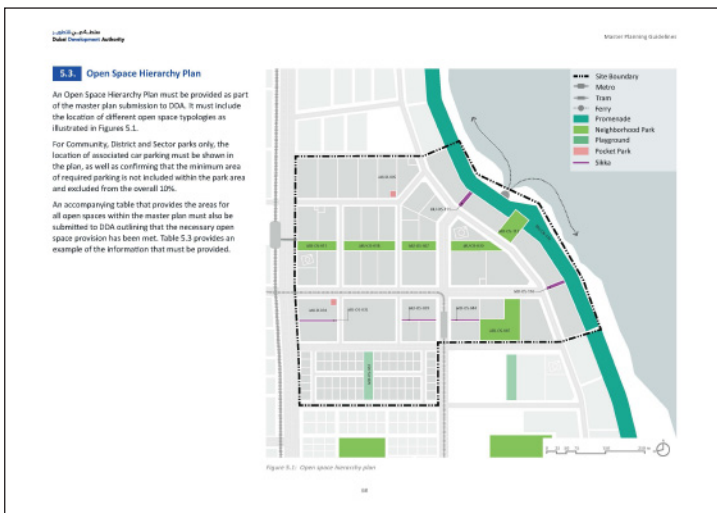 Dubai Development Authority
Master Planning Guidelines
5.3. Open Space Hierarchy Plan
An Open Space Hierarchy Plan must be provided as part
of the master plan submission to DDA. It must include
the location of different open space typologies as
illustrated in Figures 5.1.
For Community, District and Sector parks only, the
location of associated car parking must be shown in
the plan, as well as confirming that the minimum area
of required parking is not included within the park area
and excluded from the overall 10%.
An accompanying table that provides the areas for
all open spaces within the master plan must also be
submitted to DDA outlining that the necessary open
space provision has been met. Table 5.3 provides an
example of the information that must be provided.
Site Boundary
Metro
Tram
Ferry
Promenade
Neighborhood Park
Playground
Pocket Park
Sikka
Figure 5.1: Open space hierarchy plan